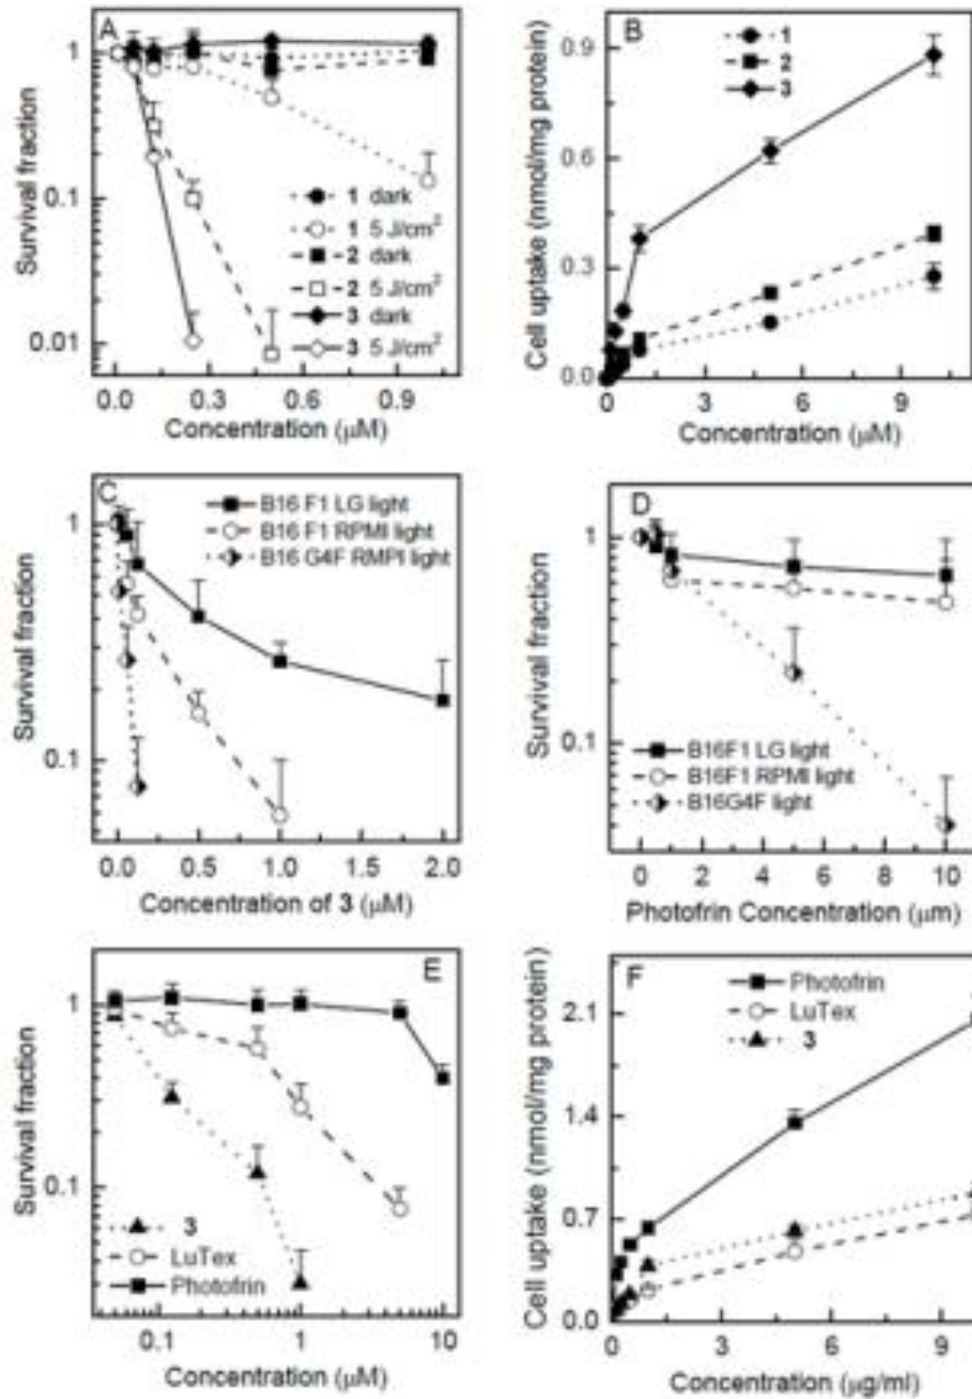 A
Survival fraction
1
0.1
0.01
1 dark
1 5 J/cm²
2 dark
2 5 J/cm²
3 dark
3 5 J/cm²
0.0 0.3 0.6 0.9
Concentration (μM)
B
Cell uptake (nmol/mg protein)
0.9
0.6
0.3
0.0
1
2
3
0 3 6 9
Concentration (μM)
C
Survival fraction
1
0.1
B16 F1 LG light
B16 F1 RPMI light
B16 G4F RMPI light
0.0 0.5 1.0 1.5 2.0
Concentration of 3 (μM)
D
Survival fraction
1
0.1
B16F1 LG light
B16F1 RPMI light
B16G4F light
0 2 4 6 8 10
Photofrin Concentration (μm)
E
Survival fraction
1
0.1
3
LuTex
Photofrin
0.1 1 10
Concentration (μM)
F
Cell uptake (nmol/mg protein)
2.1
1.4
0.7
0.0
Photofrin
LuTex
3
0 3 6 9
Concentration (μg/ml)